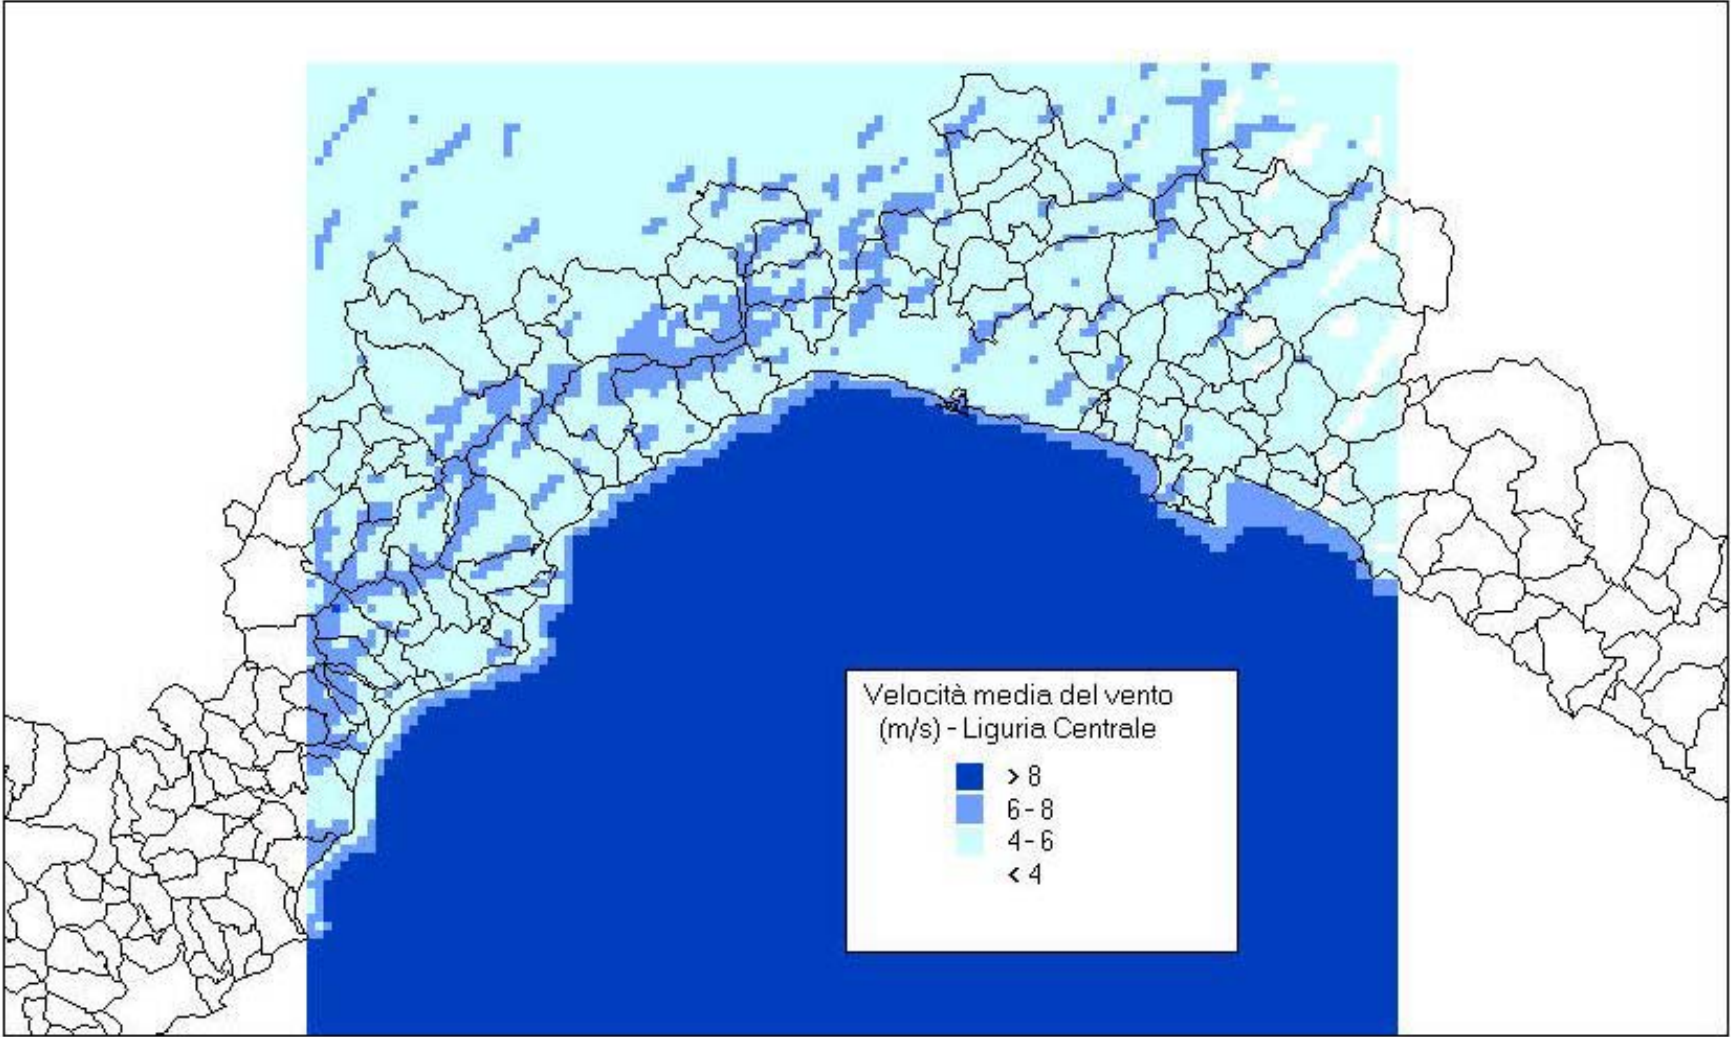 Velocità media del vento
(m/s) - Liguria Centrale
> 8
6 - 8
4 - 6
< 4